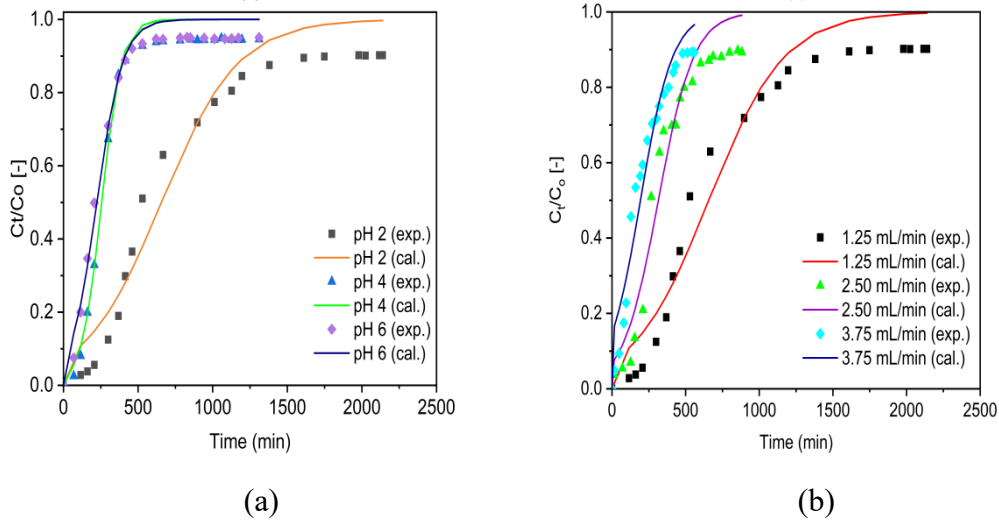 1.0
0.8
0.6
0.4
0.2
0.0
Ct/Co [-]
pH 2 (exp.)
pH 2 (cal.)
pH 4 (exp.)
pH 4 (cal.)
pH 6 (exp.)
pH 6 (cal.)
0 500 1000 1500 2000 2500
Time (min)
(a)
1.0
0.8
0.6
0.4
0.2
0.0
Ct/Co [-]
1.25 mL/min (exp.)
1.25 mL/min (cal.)
2.50 mL/min (exp.)
2.50 mL/min (cal.)
3.75 mL/min (exp.)
3.75 mL/min (cal.)
0 500 1000 1500 2000 2500
Time (min)
(b)